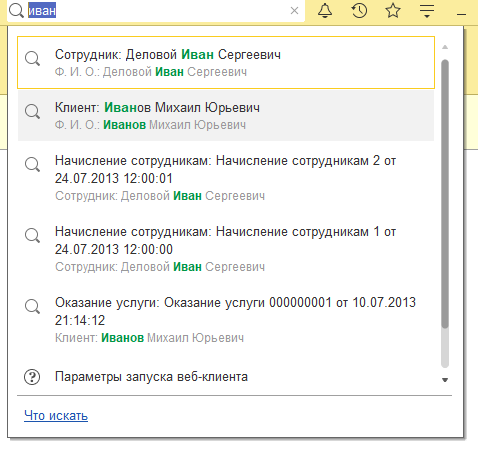 иван
Сотрудник: Деловой Иван Сергеевич
Ф. И. О.: Деловой Иван Сергеевич
Клиент: Иванов Михаил Юрьевич
Ф. И. О.: Иванов Михаил Юрьевич
Начисление сотрудникам: Начисление сотрудникам 2 от
24.07.2013 12:00:01
Сотрудник: Деловой Иван Сергеевич
Начисление сотрудникам: Начисление сотрудникам 1 от
24.07.2013 12:00:00
Сотрудник: Деловой Иван Сергеевич
Оказание услуги: Оказание услуги 000000001 от 10.07.2013
21:14:12
Клиент: Иванов Михаил Юрьевич
Параметры запуска веб-клиента
Что искать